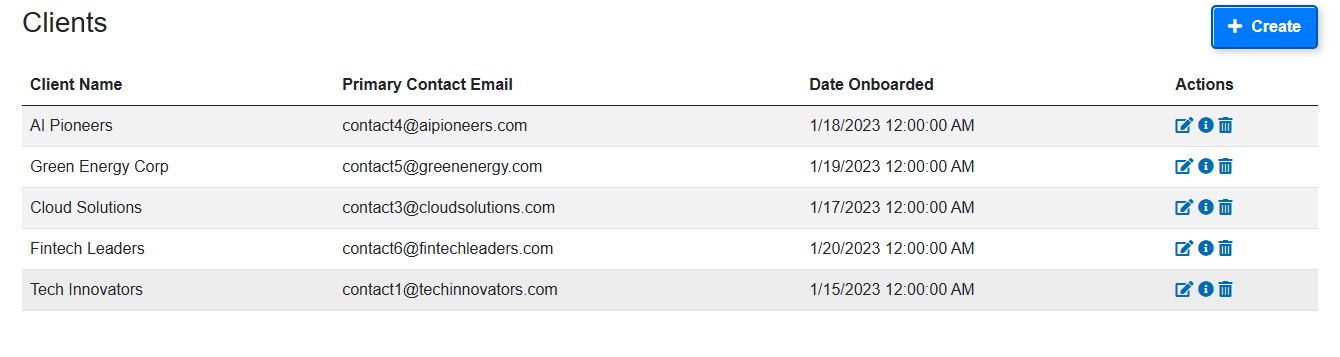 Clients
Create
Client Name Primary Contact Email Date Onboarded Actions
AI Pioneers contact4@aipioneers.com 1/18/2023 12:00:00 AM
Green Energy Corp contact5@greenenergy.com 1/19/2023 12:00:00 AM
Cloud Solutions contact3@cloudsolutions.com 1/17/2023 12:00:00 AM
Fintech Leaders contact6@fintechleaders.com 1/20/2023 12:00:00 AM
Tech Innovators contact1@techinnovators.com 1/15/2023 12:00:00 AM